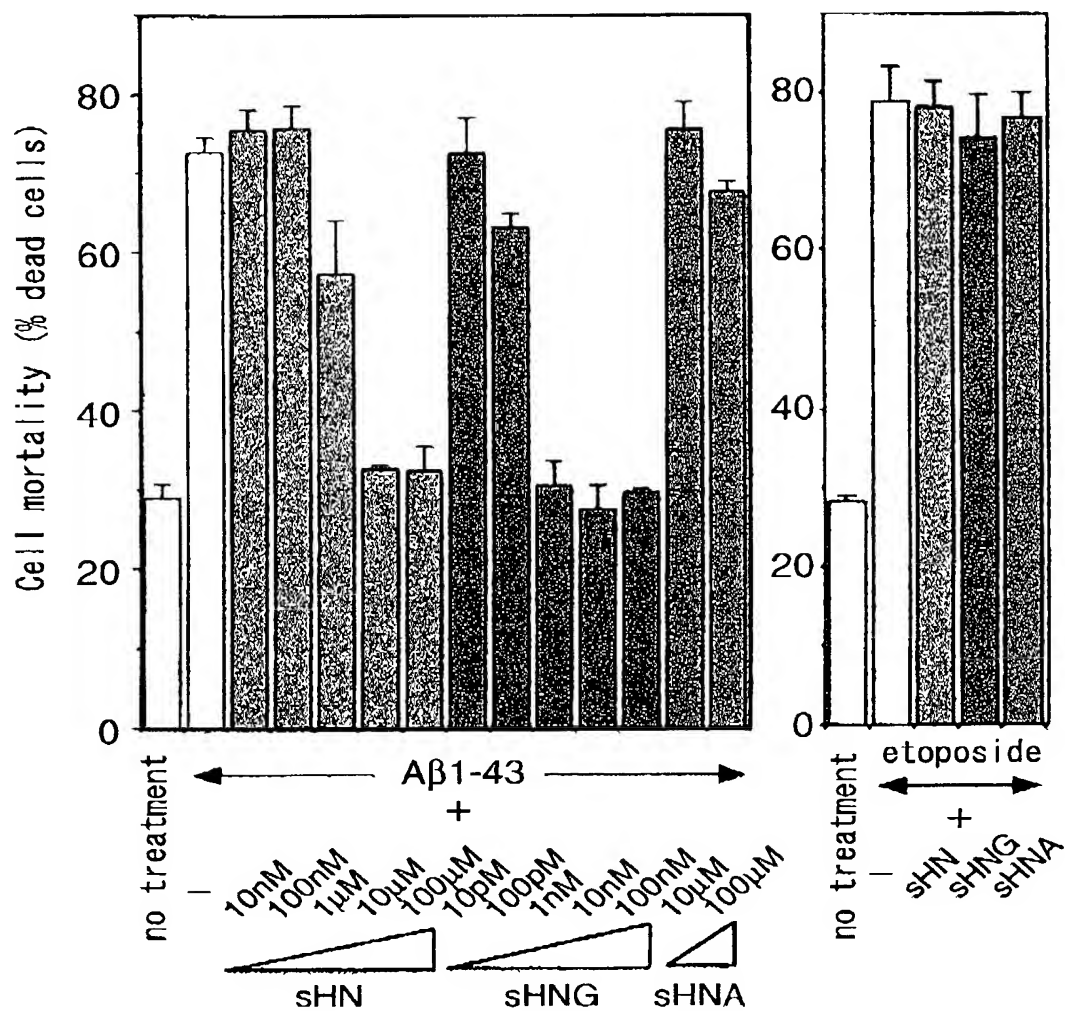 Cell mortality (% dead cells)
80
60
40
20
0
no treatment
Aβ1-43
+
–
10nM
100nM
1μM
10μM
100μM
10pM
100pM
1nM
10nM
100nM
10μM
100μM
sHN
sHNG
sHNA
80
60
40
20
0
no treatment
etoposide
+
–
sHN
sHNG
sHNA